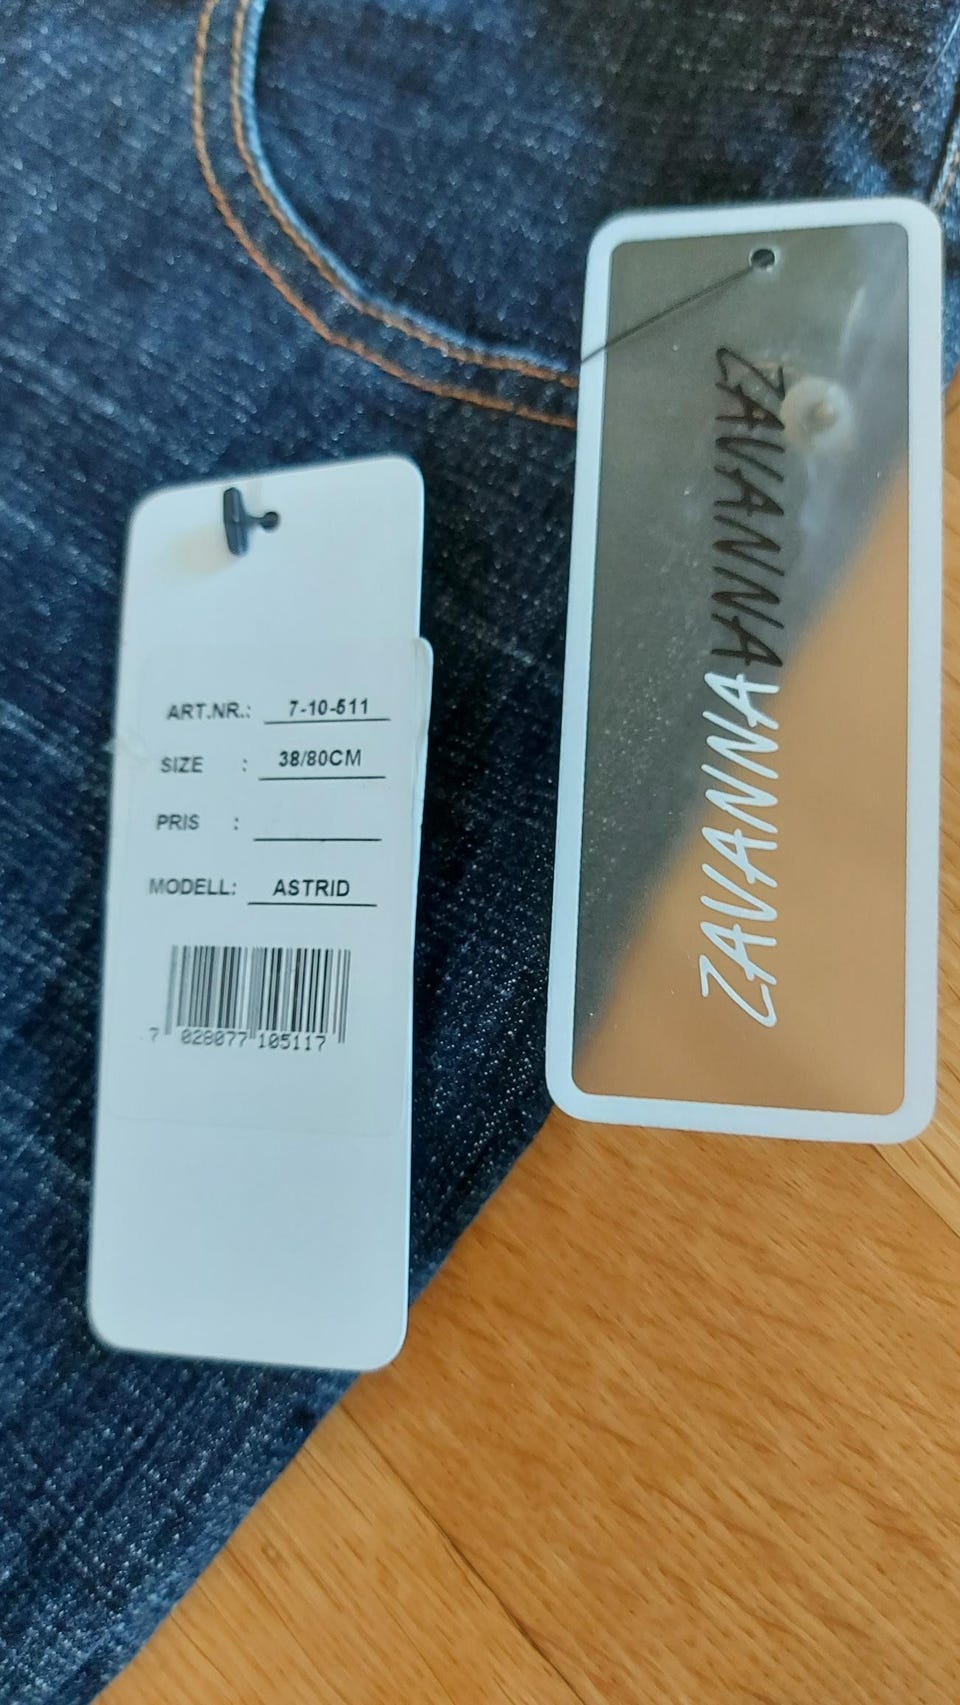 ART.NR.: 7-10-511
SIZE : 38/80CM
PRIS :
MODELL: ASTRID
7 028077 105117
ZAVANNA
ZAVANNA